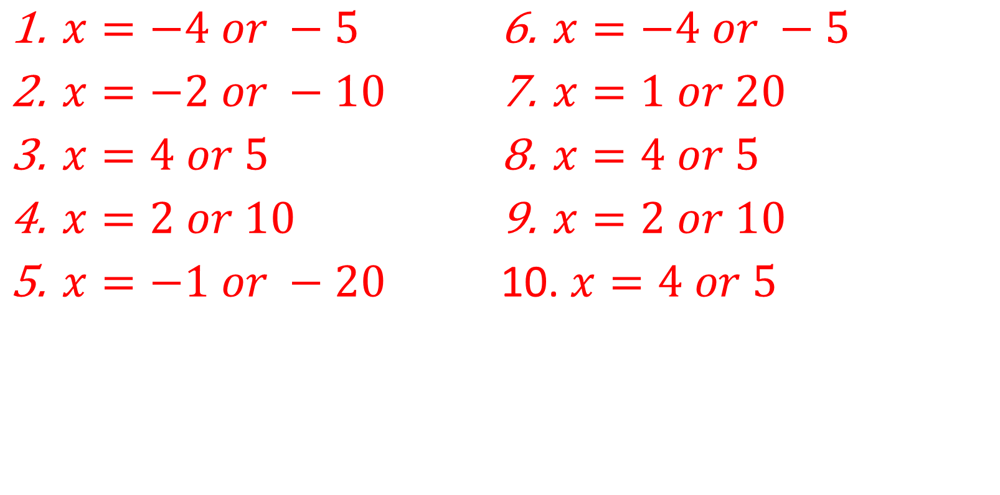 1. x = −4 or − 5
2. x = −2 or − 10
3. x = 4 or 5
4. x = 2 or 10
5. x = −1 or − 20
6. x = −4 or − 5
7. x = 1 or 20
8. x = 4 or 5
9. x = 2 or 10
10. x = 4 or 5